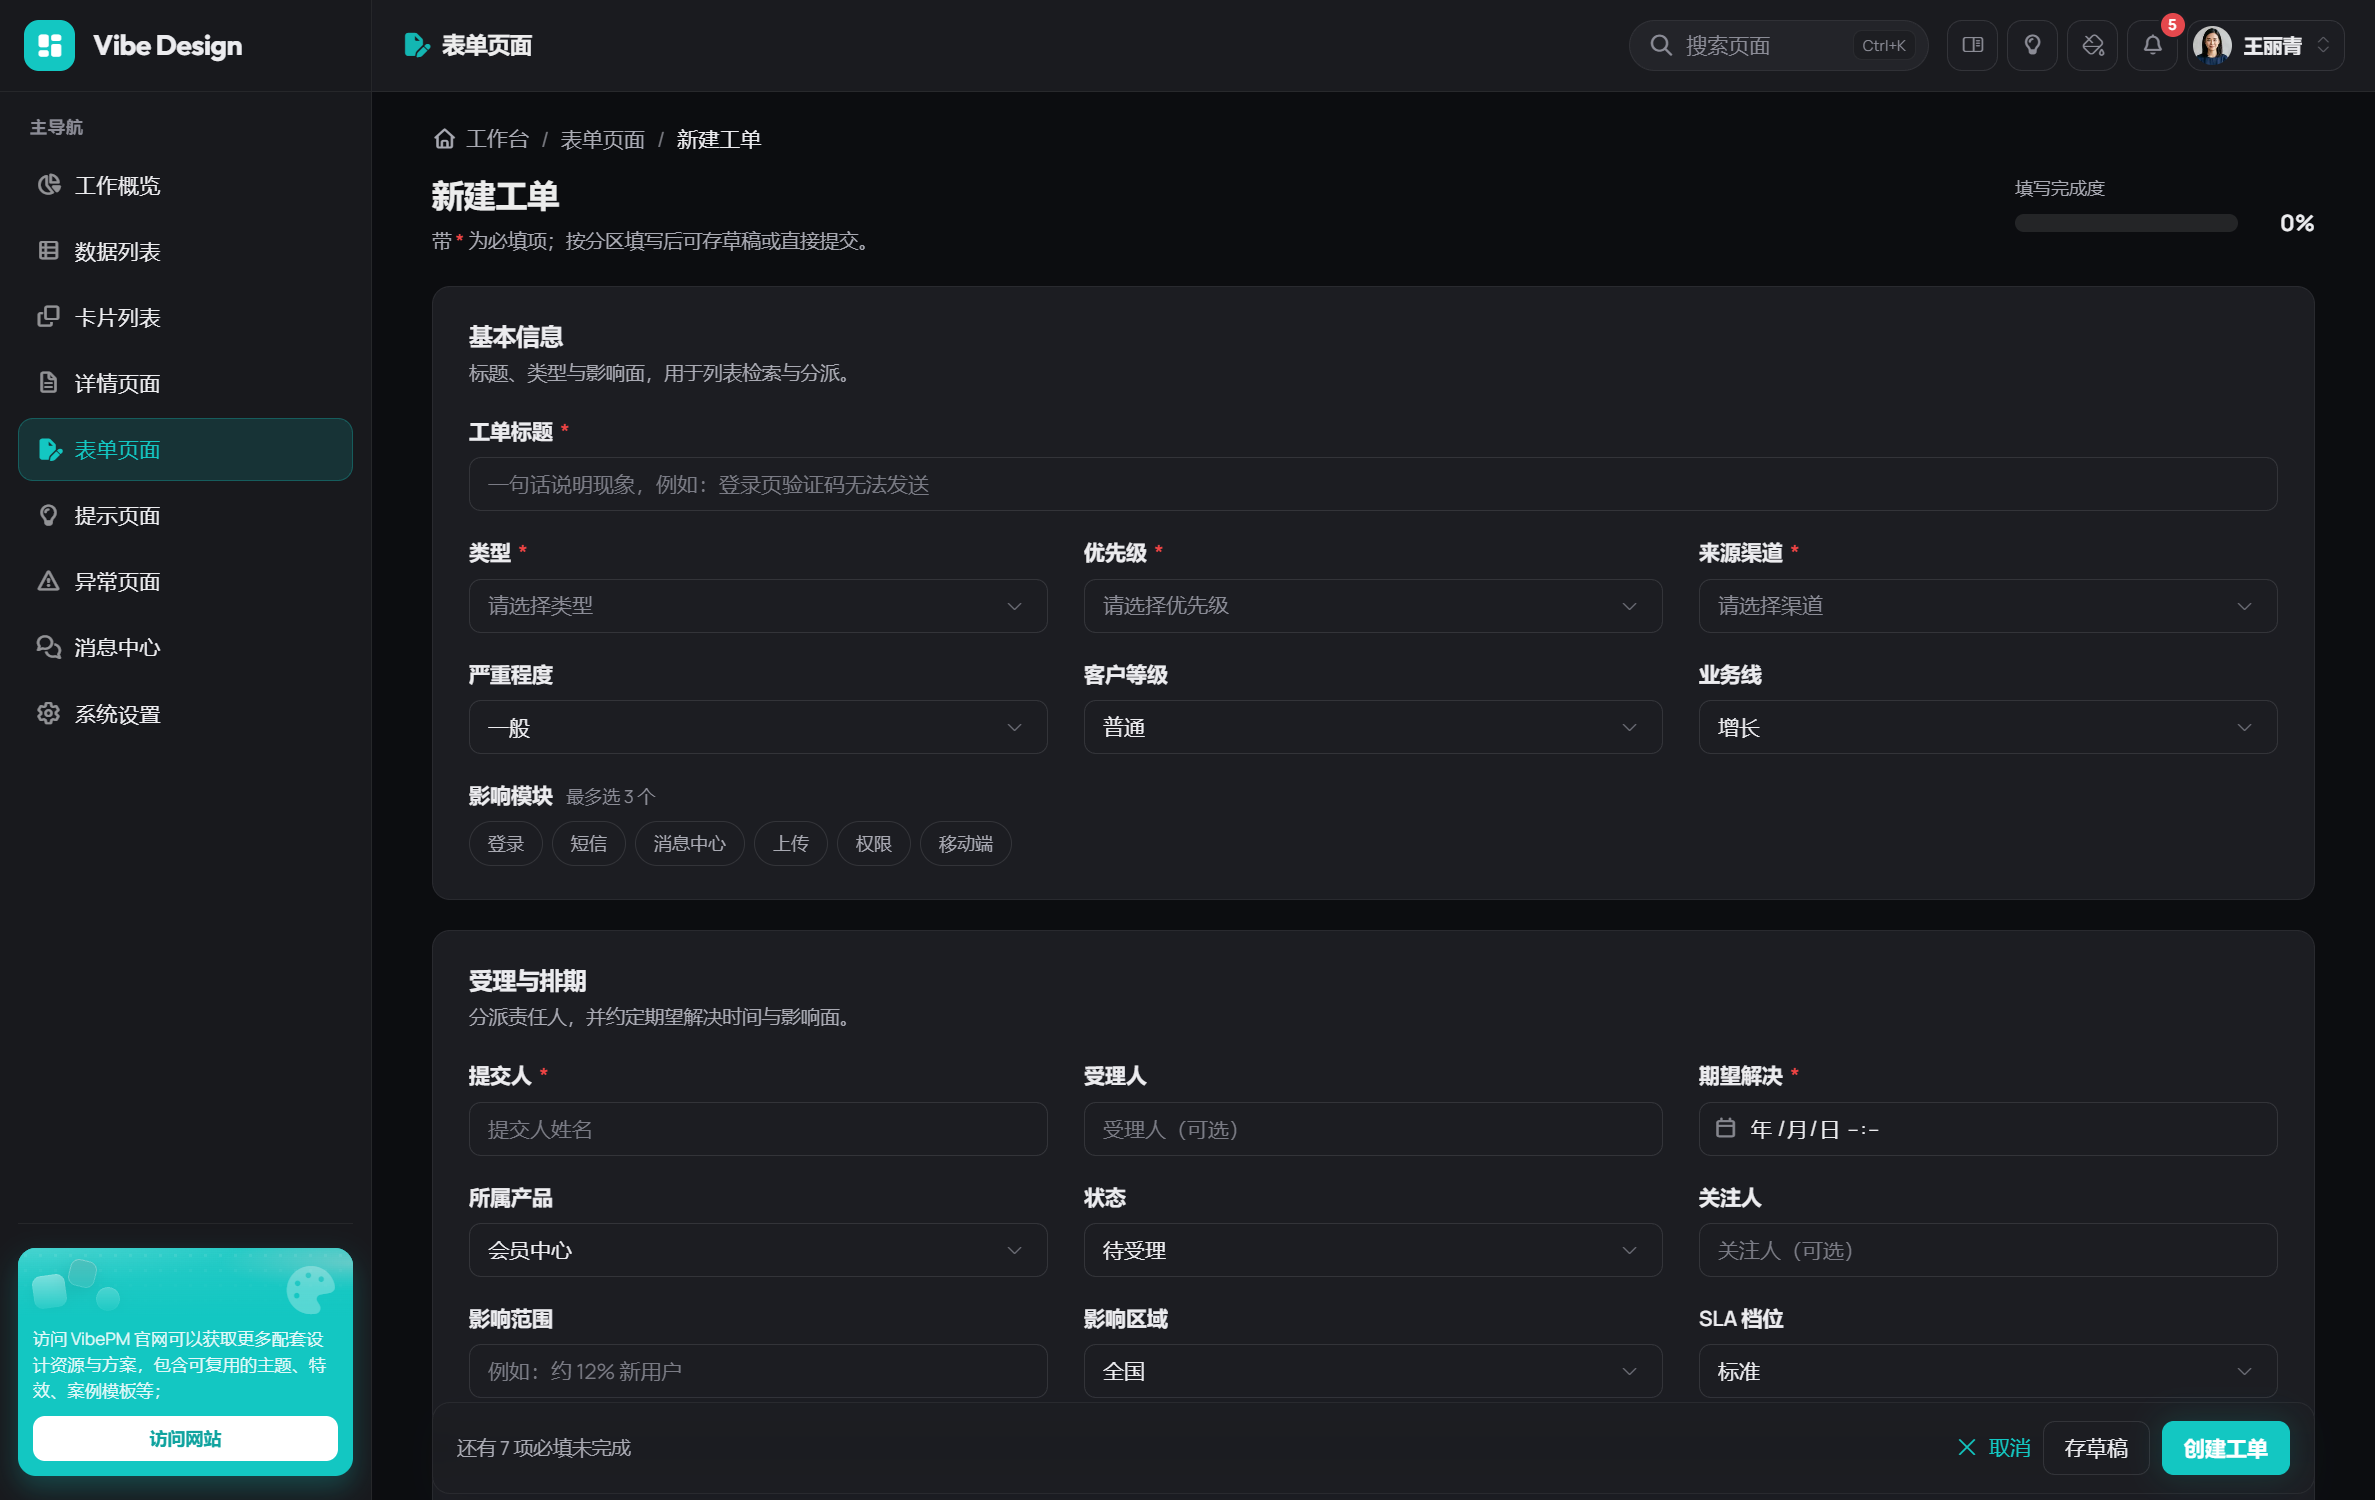 Vibe Design
表单页面
搜索页面
Ctrl+K
5
王丽青
主导航
工作概览
数据列表
卡片列表
详情页面
表单页面
提示页面
异常页面
消息中心
系统设置
访问 VibePM 官网可以获取更多配套设
计资源与方案，包含可复用的主题、特
效、案例模板等；
访问网站
工作台 / 表单页面 / 新建工单
新建工单
带 * 为必填项；按分区填写后可存草稿或直接提交。
填写完成度
0%
基本信息
标题、类型与影响面，用于列表检索与分派。
工单标题 *
一句话说明现象，例如：登录页验证码无法发送
类型 *
优先级 *
来源渠道 *
请选择类型
请选择优先级
请选择渠道
严重程度
客户等级
业务线
一般
普通
增长
影响模块 最多选 3 个
登录
短信
消息中心
上传
权限
移动端
受理与排期
分派责任人，并约定期望解决时间与影响面。
提交人 *
受理人
期望解决 *
提交人姓名
受理人（可选）
年 /月/日 -:-
所属产品
状态
关注人
会员中心
待受理
关注人（可选）
影响范围
影响区域
SLA 档位
例如：约 12% 新用户
全国
标准
还有 7 项必填未完成
取消
存草稿
创建工单